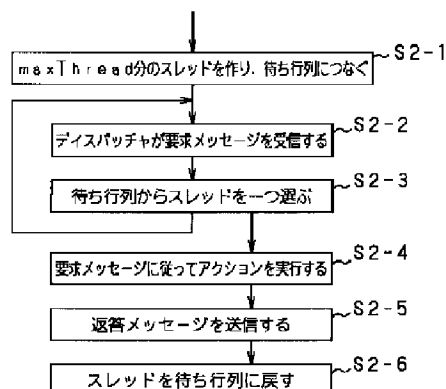 maxThread分のスレッドを作り、待ち行列につなぐ
S2-1
ディスパッチャが要求メッセージを受信する
S2-2
待ち行列からスレッドを一つ選ぶ
S2-3
要求メッセージに従ってアクションを実行する
S2-4
返答メッセージを送信する
S2-5
スレッドを待ち行列に戻す
S2-6